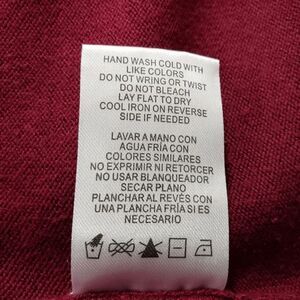 HAND WASH COLD WITH
LIKE COLORS
DO NOT WRING OR TWIST
DO NOT BLEACH
LAY FLAT TO DRY
COOL IRON ON REVERSE
SIDE IF NEEDED
LAVAR A MANO CON
AGUA FRÍA CON
COLORES SIMILARES
NO EXPRIMIR NI RETORCER
NO USAR BLANQUEADOR
SECAR PLANO
PLANCHAR AL REVÉS CON
UNA PLANCHA FRÍA SI ES
NECESARIO